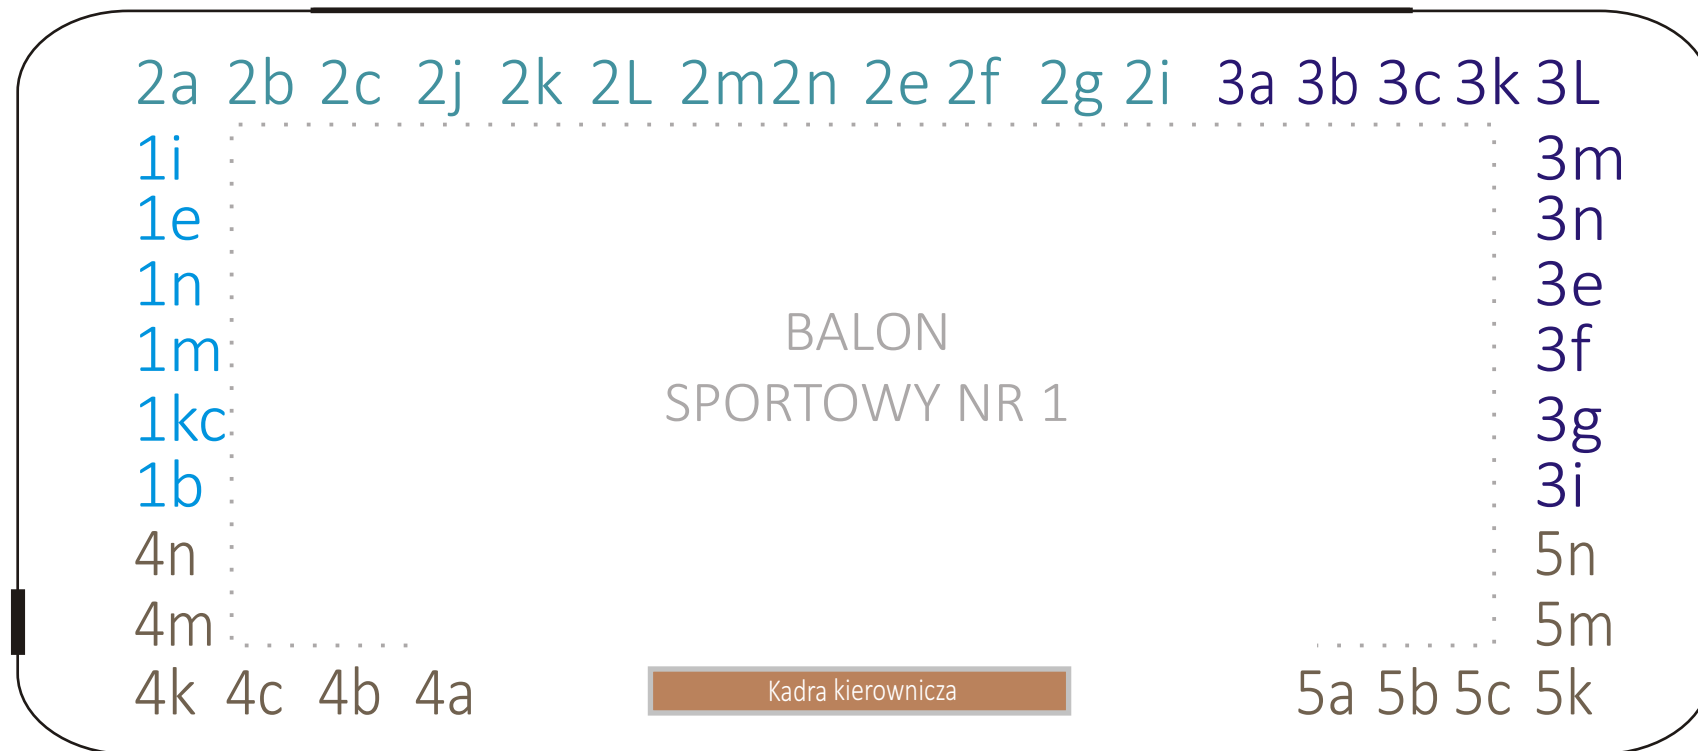 2a 2b 2c 2j 2k 2L 2m 2n 2e 2f 2g 2i 3a 3b 3c 3k 3L
1i 3m
1e 3n
1n 3e
BALON
1m 3f
SPORTOWY NR 1
1kc 3g
1b 3i
4n 5n
4m 5m
4k 4c 4b 4a Kadra kierownicza 5a 5b 5c 5k